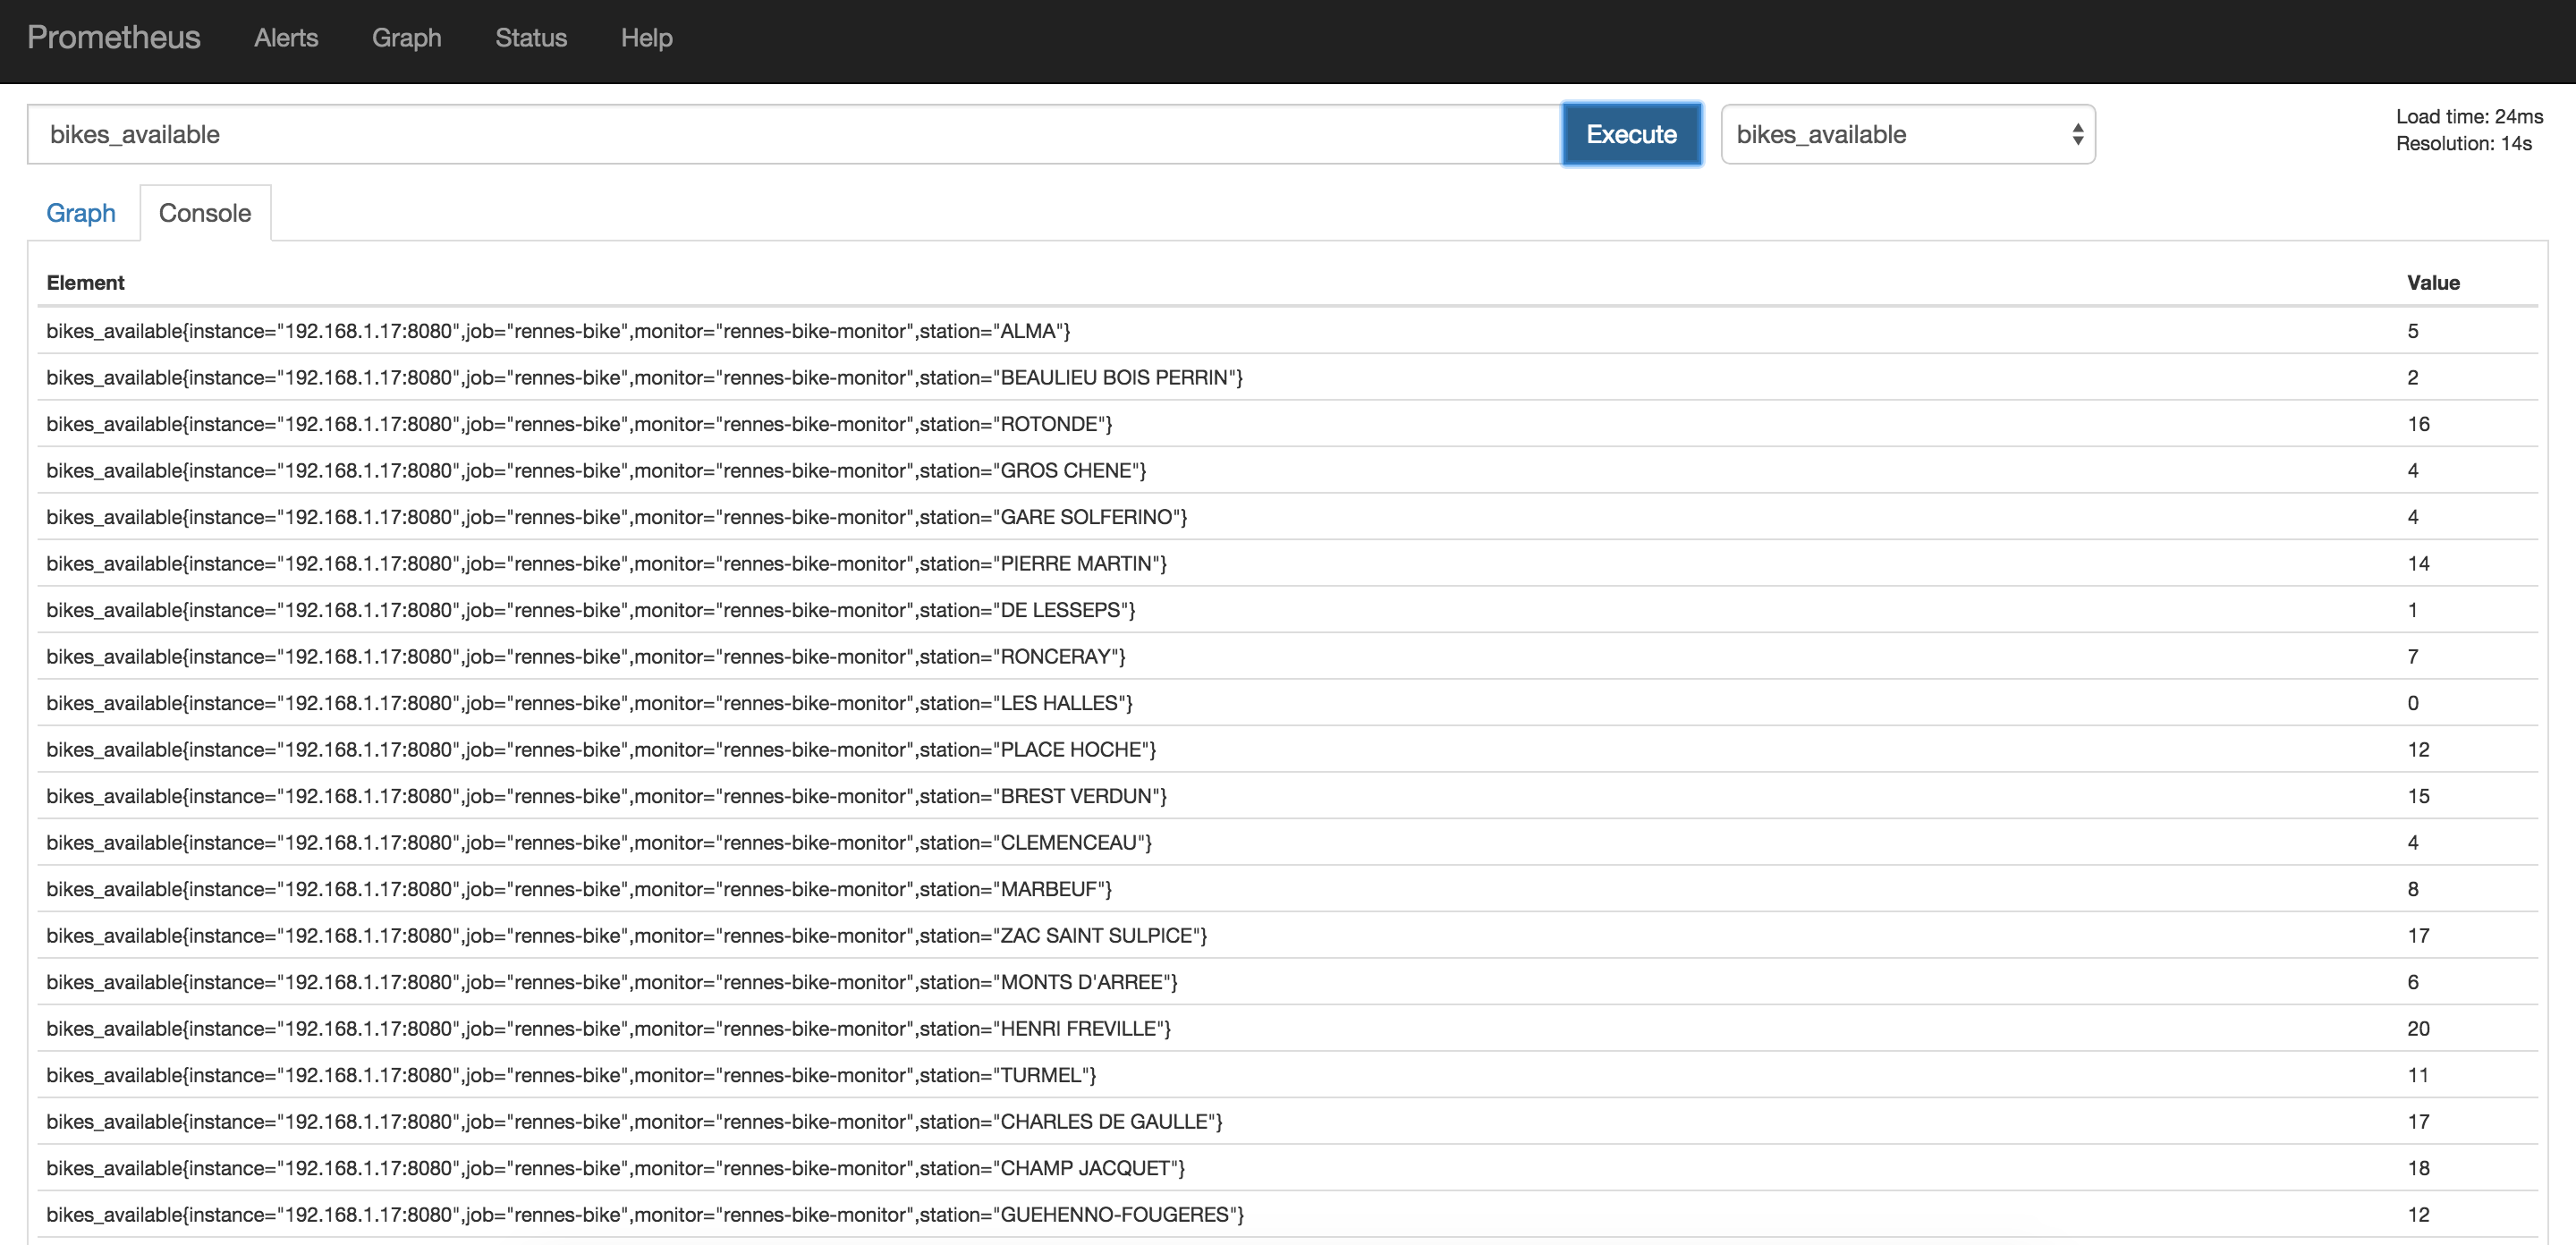 Prometheus Alerts Graph Status Help
bikes_available Execute bikes_available Load time: 24ms
Resolution: 14s
Graph Console
Element Value
bikes_available{instance="192.168.1.17:8080",job="rennes-bike",monitor="rennes-bike-monitor",station="ALMA"} 5
bikes_available{instance="192.168.1.17:8080",job="rennes-bike",monitor="rennes-bike-monitor",station="BEAULIEU BOIS PERRIN"} 2
bikes_available{instance="192.168.1.17:8080",job="rennes-bike",monitor="rennes-bike-monitor",station="ROTONDE"} 16
bikes_available{instance="192.168.1.17:8080",job="rennes-bike",monitor="rennes-bike-monitor",station="GROS CHENE"} 4
bikes_available{instance="192.168.1.17:8080",job="rennes-bike",monitor="rennes-bike-monitor",station="GARE SOLFERINO"} 4
bikes_available{instance="192.168.1.17:8080",job="rennes-bike",monitor="rennes-bike-monitor",station="PIERRE MARTIN"} 14
bikes_available{instance="192.168.1.17:8080",job="rennes-bike",monitor="rennes-bike-monitor",station="DE LESSEPS"} 1
bikes_available{instance="192.168.1.17:8080",job="rennes-bike",monitor="rennes-bike-monitor",station="RONCERAY"} 7
bikes_available{instance="192.168.1.17:8080",job="rennes-bike",monitor="rennes-bike-monitor",station="LES HALLES"} 0
bikes_available{instance="192.168.1.17:8080",job="rennes-bike",monitor="rennes-bike-monitor",station="PLACE HOCHE"} 12
bikes_available{instance="192.168.1.17:8080",job="rennes-bike",monitor="rennes-bike-monitor",station="BREST VERDUN"} 15
bikes_available{instance="192.168.1.17:8080",job="rennes-bike",monitor="rennes-bike-monitor",station="CLEMENCEAU"} 4
bikes_available{instance="192.168.1.17:8080",job="rennes-bike",monitor="rennes-bike-monitor",station="MARBEUF"} 8
bikes_available{instance="192.168.1.17:8080",job="rennes-bike",monitor="rennes-bike-monitor",station="ZAC SAINT SULPICE"} 17
bikes_available{instance="192.168.1.17:8080",job="rennes-bike",monitor="rennes-bike-monitor",station="MONTS D'ARREE"} 6
bikes_available{instance="192.168.1.17:8080",job="rennes-bike",monitor="rennes-bike-monitor",station="HENRI FREVILLE"} 20
bikes_available{instance="192.168.1.17:8080",job="rennes-bike",monitor="rennes-bike-monitor",station="TURMEL"} 11
bikes_available{instance="192.168.1.17:8080",job="rennes-bike",monitor="rennes-bike-monitor",station="CHARLES DE GAULLE"} 17
bikes_available{instance="192.168.1.17:8080",job="rennes-bike",monitor="rennes-bike-monitor",station="CHAMP JACQUET"} 18
bikes_available{instance="192.168.1.17:8080",job="rennes-bike",monitor="rennes-bike-monitor",station="GUEHENNO-FOUGERES"} 12